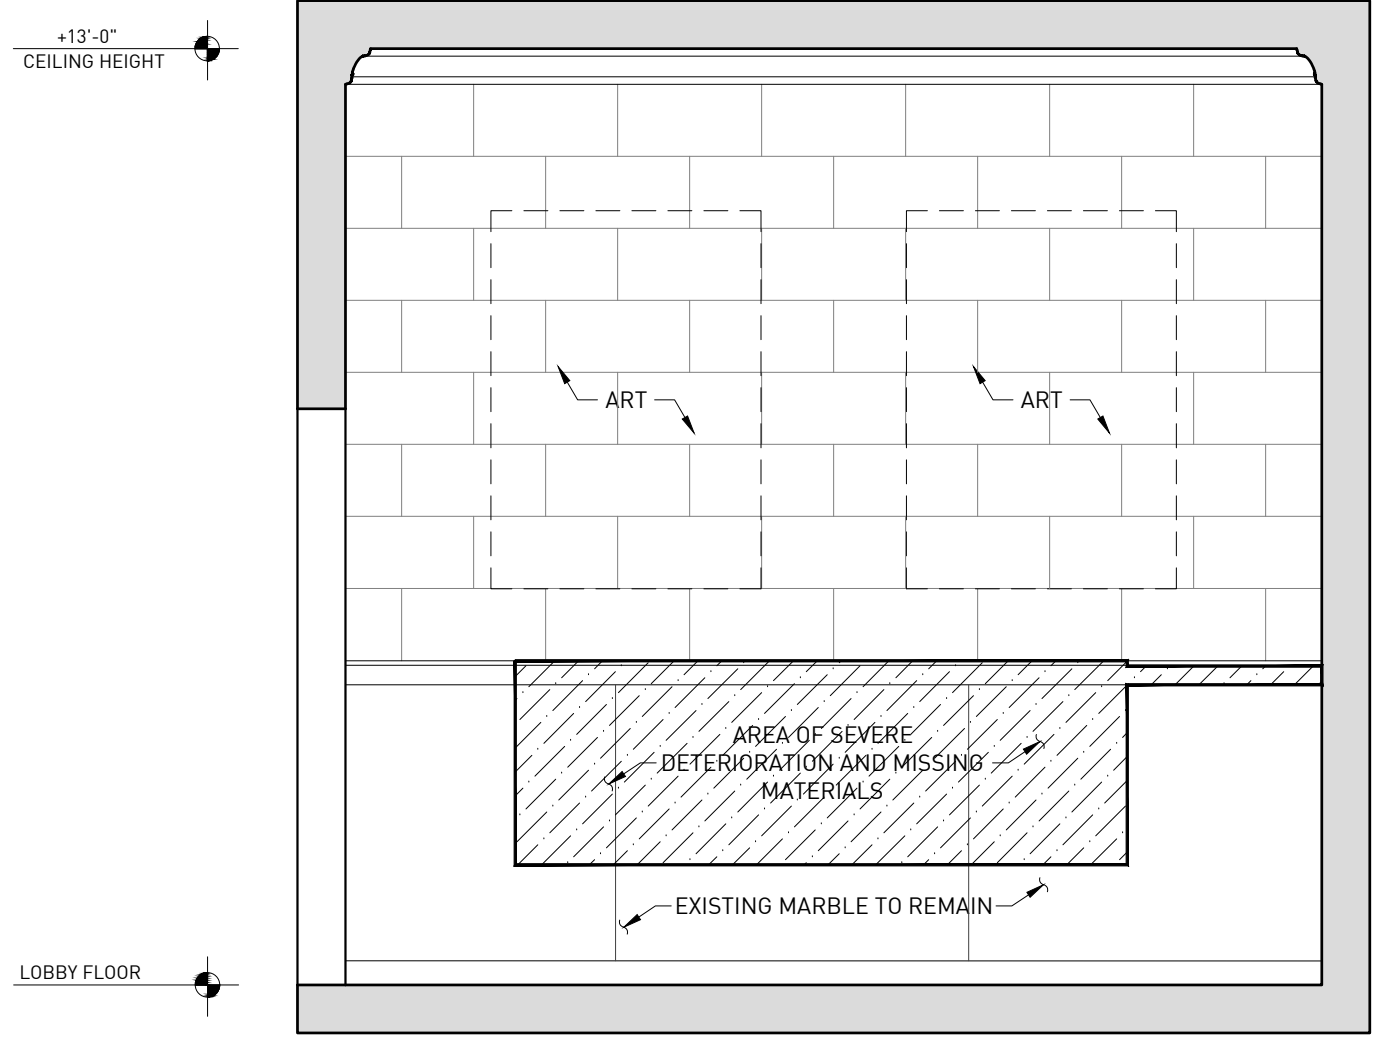 +13'-0"
CEILING HEIGHT
ART
ART
AREA OF SEVERE
DETERIORATION AND MISSING
MATERIALS
EXISTING MARBLE TO REMAIN
LOBBY FLOOR